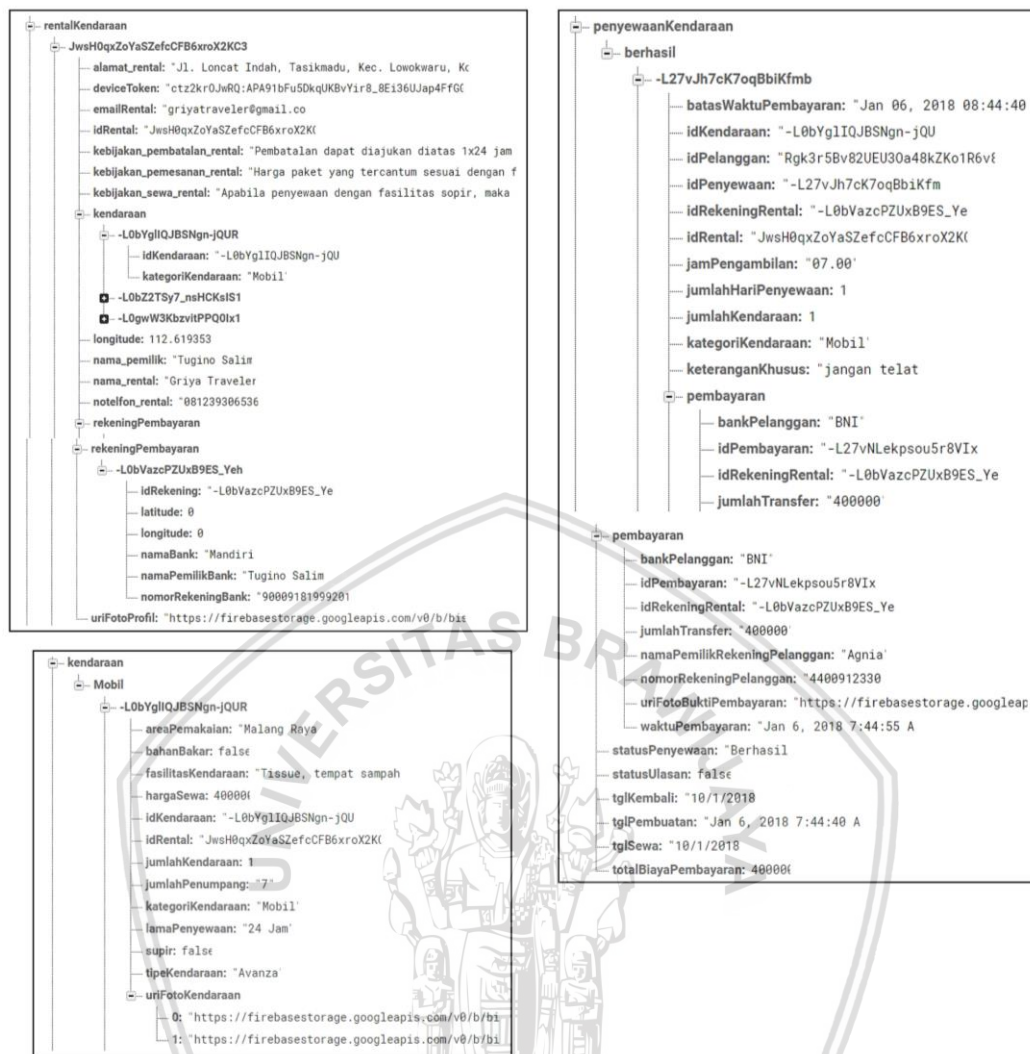 rentalKendaraan
JwsH0qxZoYaSZefcCFB6xroX2KC3
alamat_rental: "Jl. Loncat Indah, Tasikmadu, Kec. Lowokwaru, Kc
deviceToken: "ctz2krOJwRQ:APA91bFu5DkqUKBvYir8_8Ei36UJap4FfG(
emailRental: "griyatraveler@gmail.co
idRental: "JwsH0qxZoYaSZefcCFB6xroX2K(
kebijakan_pembatalan_rental: "Pembatalan dapat diajukan diatas 1x24 jam
kebijakan_pemesanan_rental: "Harga paket yang tercantum sesuai dengan f
kebijakan_sewa_rental: "Apabila penyewaan dengan fasilitas sopir, maka
kendaraan
-L0bYglIQJBSNgn-jQUR
idKendaraan: "-L0bYglIQJBSNgn-jQU
kategoriKendaraan: "Mobil'
-L0bZ2TSy7_nsHCKsIS1
-L0gwW3KbzvitPPQ0Ix1
longitude: 112.619353
nama_pemilik: "Tugino Salim
nama_rental: "Griya Traveler
notelfon_rental: "081239306536
rekeningPembayaran
rekeningPembayaran
-L0bVazcPZUxB9ES_Yeh
idRekening: "-L0bVazcPZUxB9ES_Ye
latitude: 0
longitude: 0
namaBank: "Mandiri
namaPemilikBank: "Tugino Salim
nomorRekeningBank: "90009181999201
uriFotoProfil: "https://firebasestorage.googleapis.com/v0/b/bis
kendaraan
Mobil
-L0bYglIQJBSNgn-jQUR
areaPemakaian: "Malang Raya
bahanBakar: false
fasilitasKendaraan: "Tissue, tempat sampah
hargaSewa: 400000
idKendaraan: "-L0bYglIQJBSNgn-jQU
idRental: "JwsH0qxZoYaSZefcCFB6xroX2K(
jumlahKendaraan: 1
jumlahPenumpang: "7"
kategoriKendaraan: "Mobil'
lamaPenyewaan: "24 Jam'
supir: false
tipeKendaraan: "Avanza'
uriFotoKendaraan
0: "https://firebasestorage.googleapis.com/v0/b/bi
1: "https://firebasestorage.googleapis.com/v0/b/bi
penyewaanKendaraan
berhasil
-L27vJh7cK7oqBbiKfmb
batasWaktuPembayaran: "Jan 06, 2018 08:44:40
idKendaraan: "-L0bYglIQJBSNgn-jQU
idPelanggan: "Rgk3r5Bv82UEU3Oa48kZKo1R6v8
idPenyewaan: "-L27vJh7cK7oqBbiKfm
idRekeningRental: "-L0bVazcPZUxB9ES_Ye
idRental: "JwsH0qxZoYaSZefcCFB6xroX2K(
jamPengambilan: "07.00'
jumlahHariPenyewaan: 1
jumlahKendaraan: 1
kategoriKendaraan: "Mobil'
keteranganKhusus: "jangan telat
pembayaran
bankPelanggan: "BNI"
idPembayaran: "-L27vNLekpsou5r8VIx
idRekeningRental: "-L0bVazcPZUxB9ES_Ye
jumlahTransfer: "400000'
pembayaran
bankPelanggan: "BNI"
idPembayaran: "-L27vNLekpsou5r8VIx
idRekeningRental: "-L0bVazcPZUxB9ES_Ye
jumlahTransfer: "400000'
namaPemilikRekeningPelanggan: "Agnia'
nomorRekeningPelanggan: "4400912330
uriFotoBuktiPembayaran: "https://firebasestorage.googleap
waktuPembayaran: "Jan 6, 2018 7:44:55 A
statusPenyewaan: "Berhasil
statusUlasan: false
tglKembali: "10/1/2018
tglPembuatan: "Jan 6, 2018 7:44:40 A
tglSewa: "10/1/2018
totalBiayaPembayaran: 400000
UNIVERSITAS BRAWIJAYA